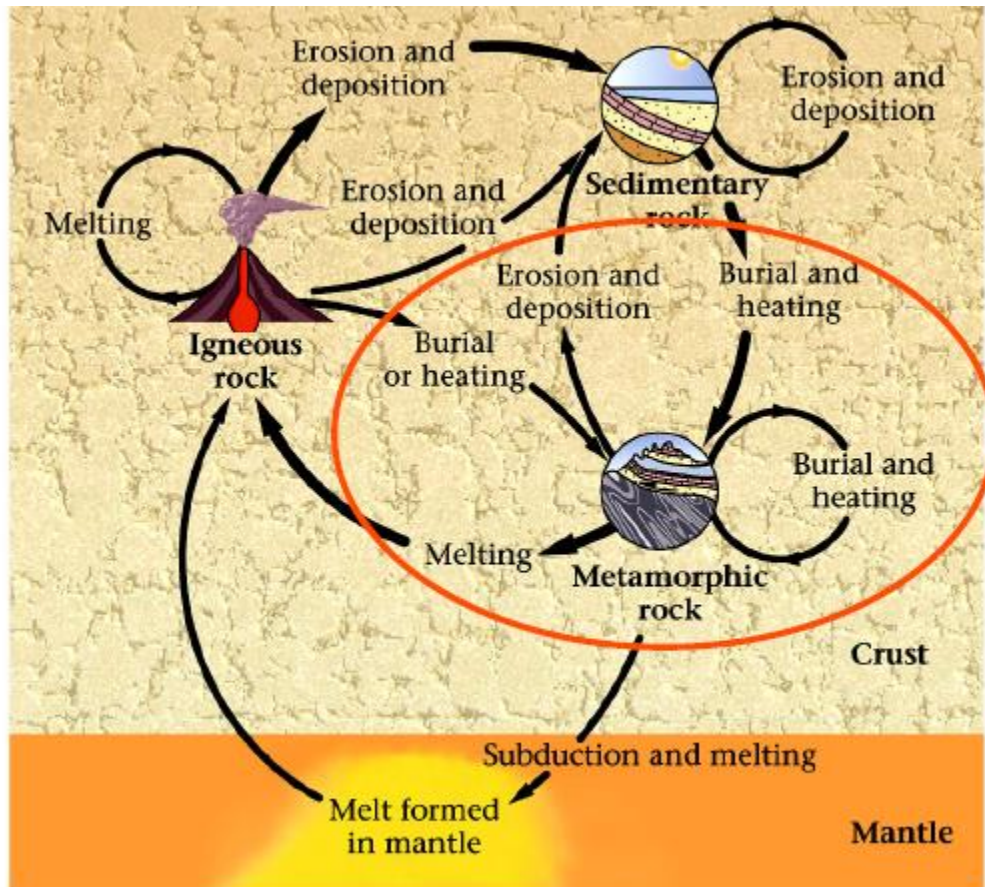 Erosion and
deposition
Erosion and
deposition
Melting
Erosion and
deposition
Sedimentary
rock
Erosion and
deposition
Burial and
heating
Igneous
rock
Burial
or heating
Burial and
heating
Melting
Metamorphic
rock
Crust
Subduction and melting
Melt formed
in mantle
Mantle